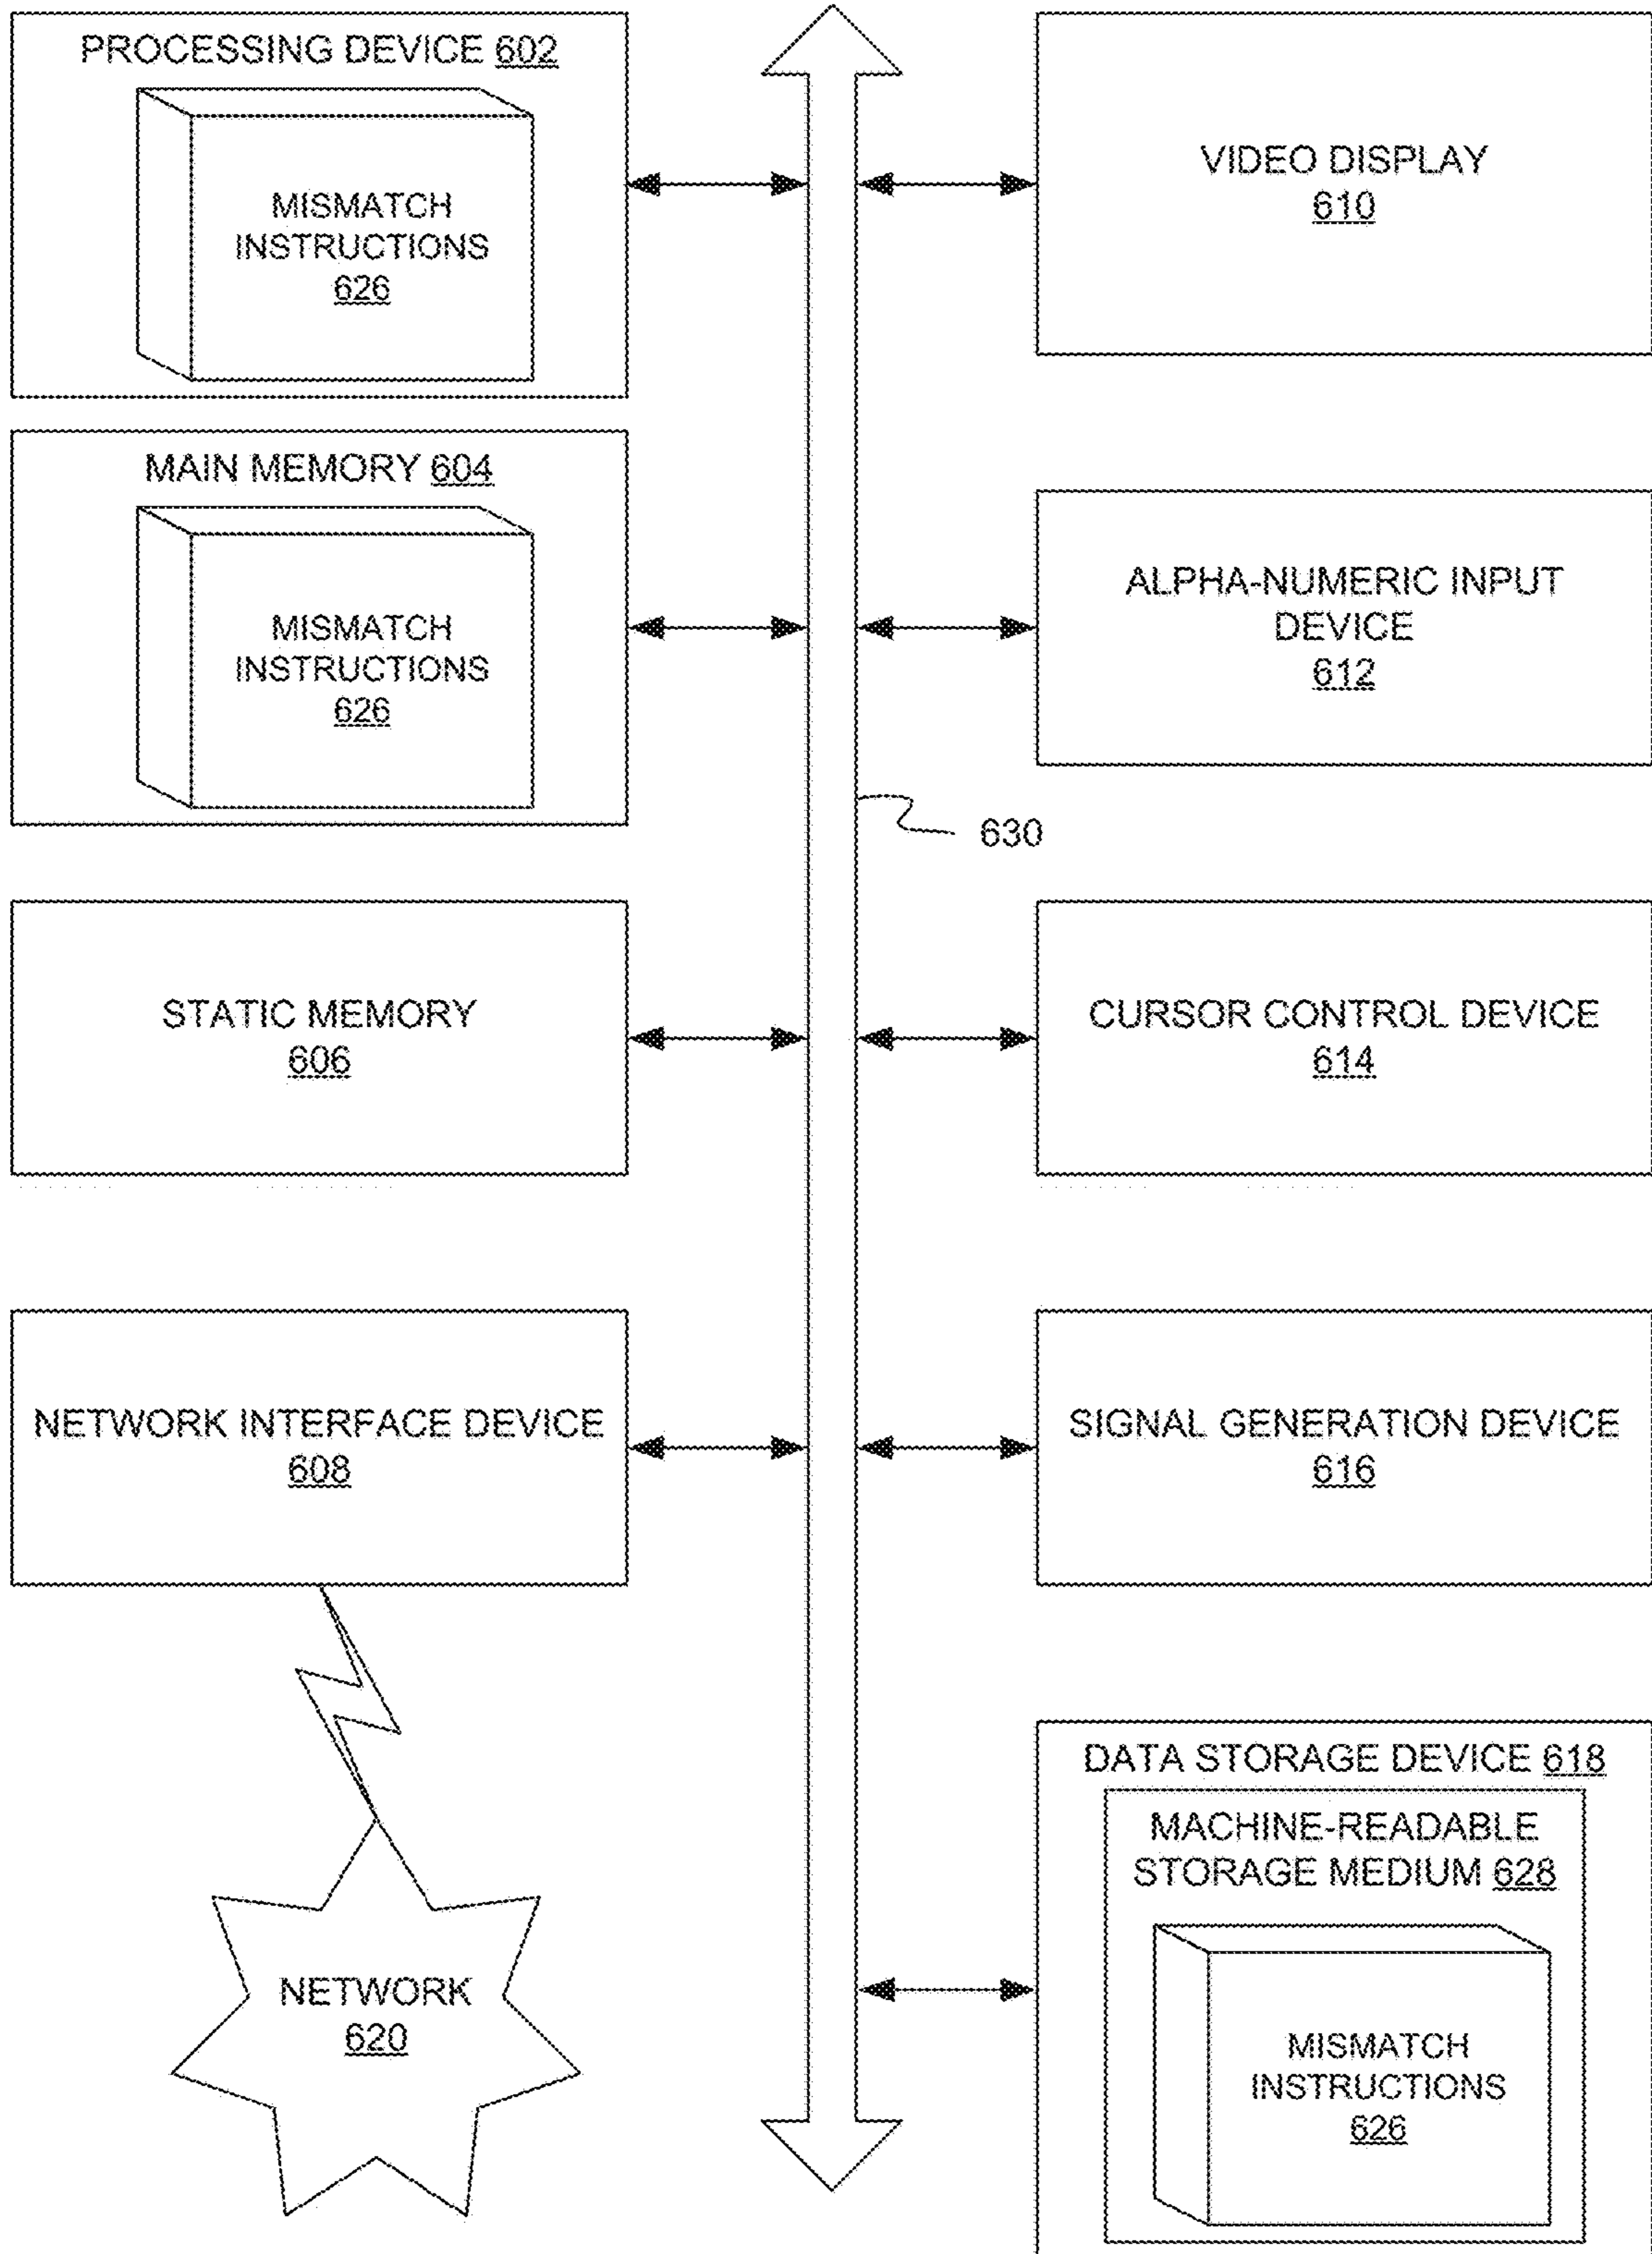 PROCESSING DEVICE 602
MISMATCH
INSTRUCTIONS
626
MAIN MEMORY 604
MISMATCH
INSTRUCTIONS
626
STATIC MEMORY
606
NETWORK INTERFACE DEVICE
608
NETWORK
620
630
VIDEO DISPLAY
610
ALPHA-NUMERIC INPUT
DEVICE
612
CURSOR CONTROL DEVICE
614
SIGNAL GENERATION DEVICE
616
DATA STORAGE DEVICE 618
MACHINE-READABLE
STORAGE MEDIUM 628
MISMATCH
INSTRUCTIONS
626